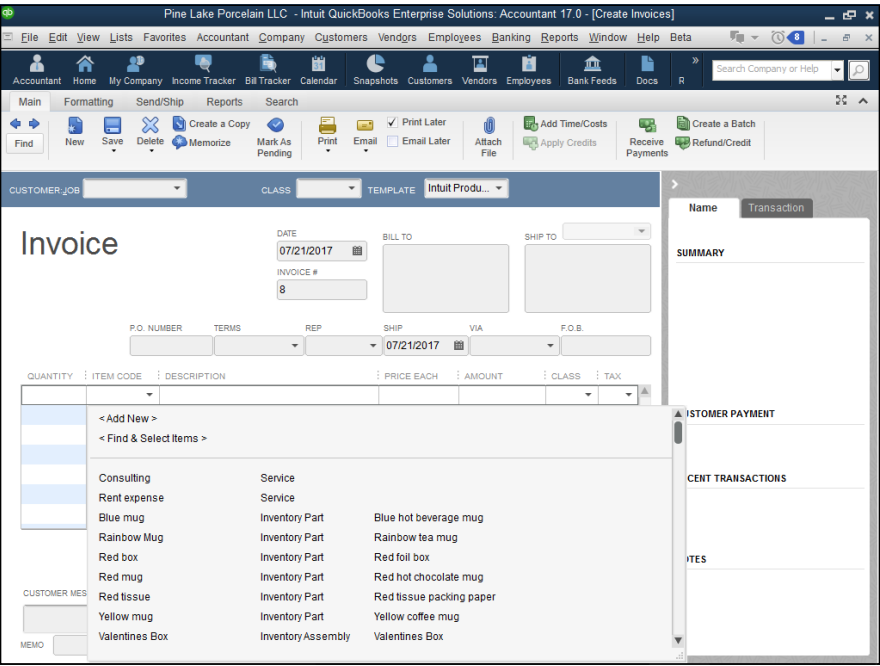 qb Pine Lake Porcelain LLC - Intuit QuickBooks Enterprise Solutions: Accountant 17.0 - [Create Invoices]
File Edit View Lists Favorites Accountant Company Customers Vendors Employees Banking Reports Window Help Beta 8
Accountant Home My Company Income Tracker Bill Tracker Calendar Snapshots Customers Vendors Employees Bank Feeds Docs R » Search Company or Help
Main Formatting Send/Ship Reports Search
Find New Save Delete Create a Copy Memorize Mark As Pending Print Email Print Later Email Later Attach File Add Time/Costs Apply Credits Receive Payments Create a Batch Refund/Credit
CUSTOMER:JOB CLASS TEMPLATE Intuit Produ...
Name Transaction
Invoice
DATE BILL TO SHIP TO
07/21/2017
SUMMARY
INVOICE #
8
P.O. NUMBER TERMS REP SHIP VIA F.O.B.
07/21/2017
QUANTITY ITEM CODE DESCRIPTION PRICE EACH AMOUNT CLASS TAX
< Add New > STOMER PAYMENT
< Find & Select Items >
Consulting Service CENT TRANSACTIONS
Rent expense Service
Blue mug Inventory Part Blue hot beverage mug
Rainbow Mug Inventory Part Rainbow tea mug
Red box Inventory Part Red foil box OTES
Red mug Inventory Part Red hot chocolate mug
CUSTOMER MES Red tissue Inventory Part Red tissue packing paper
Yellow mug Inventory Part Yellow coffee mug
MEMO Valentines Box Inventory Assembly Valentines Box